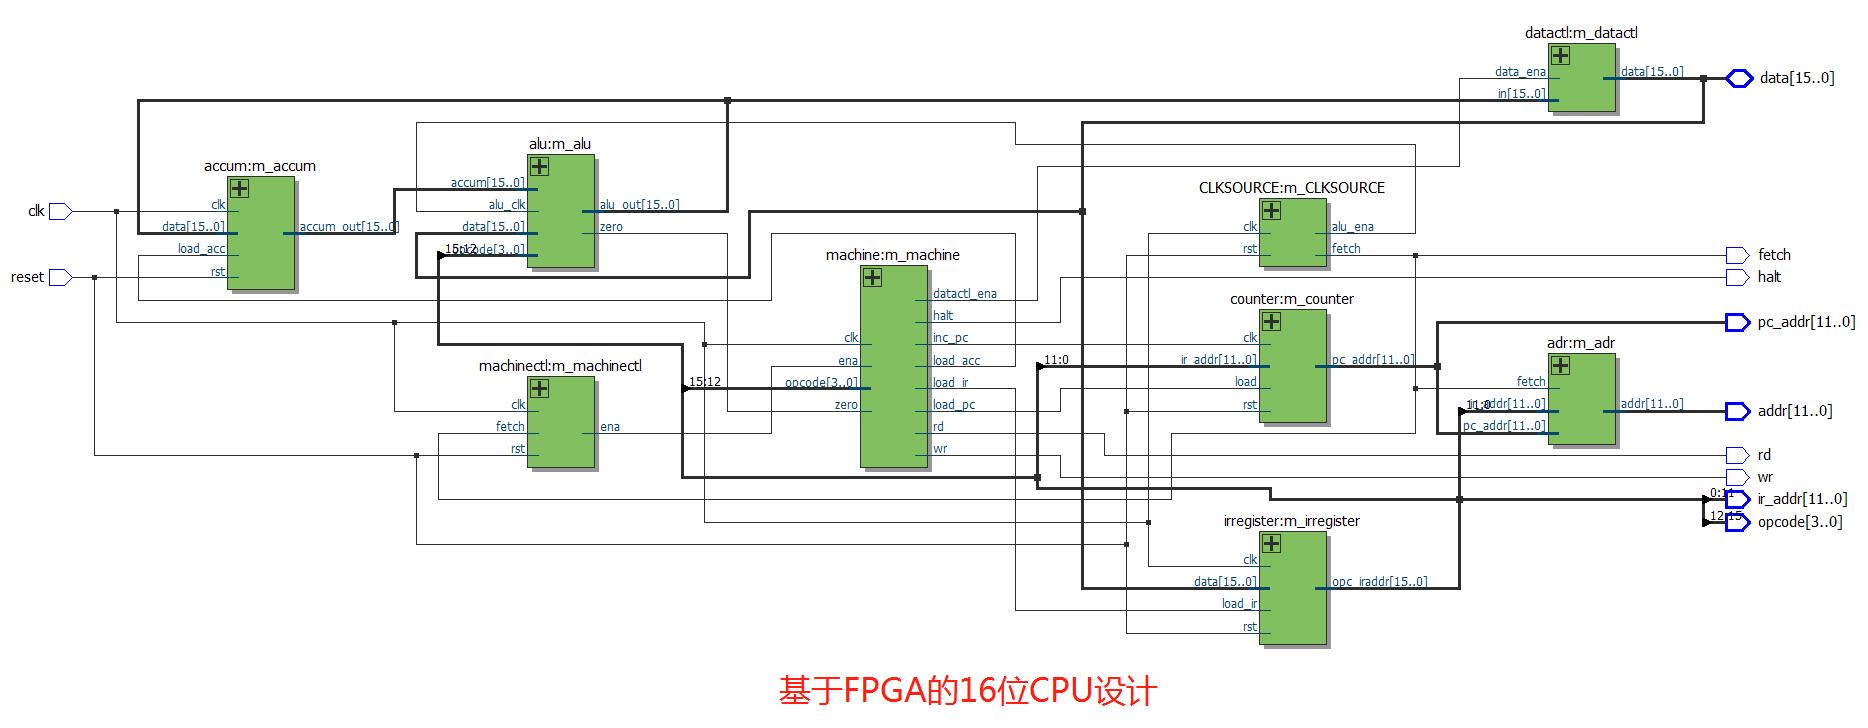 datactl:m_datactl
data_ena
data[15..0]
in[15..0]
data[15..0]
alu:m_alu
accum[15..0]
alu_clk
data[15..0]
opcode[3..0]
15:12
alu_out[15..0]
zero
accum:m_accum
clk
data[15..0]
load_acc
rst
accum_out[15..0]
clk
reset
CLKSOURCE:m_CLKSOURCE
clk
rst
alu_ena
fetch
machine:m_machine
clk
ena
opcode[3..0]
zero
15:12
datactl_ena
halt
inc_pc
load_acc
load_ir
load_pc
rd
wr
machinectl:m_machinectl
clk
fetch
rst
ena
counter:m_counter
clk
ir_addr[11..0]
load
rst
11:0
pc_addr[11..0]
adr:m_adr
fetch
ir_addr[11..0]
11:0
pc_addr[11..0]
addr[11..0]
irregister:m_irregister
clk
data[15..0]
load_ir
rst
opc_iraddr[15..0]
fetch
halt
pc_addr[11..0]
addr[11..0]
rd
wr
0:11
ir_addr[11..0]
12:15
opcode[3..0]
基于FPGA的16位CPU设计